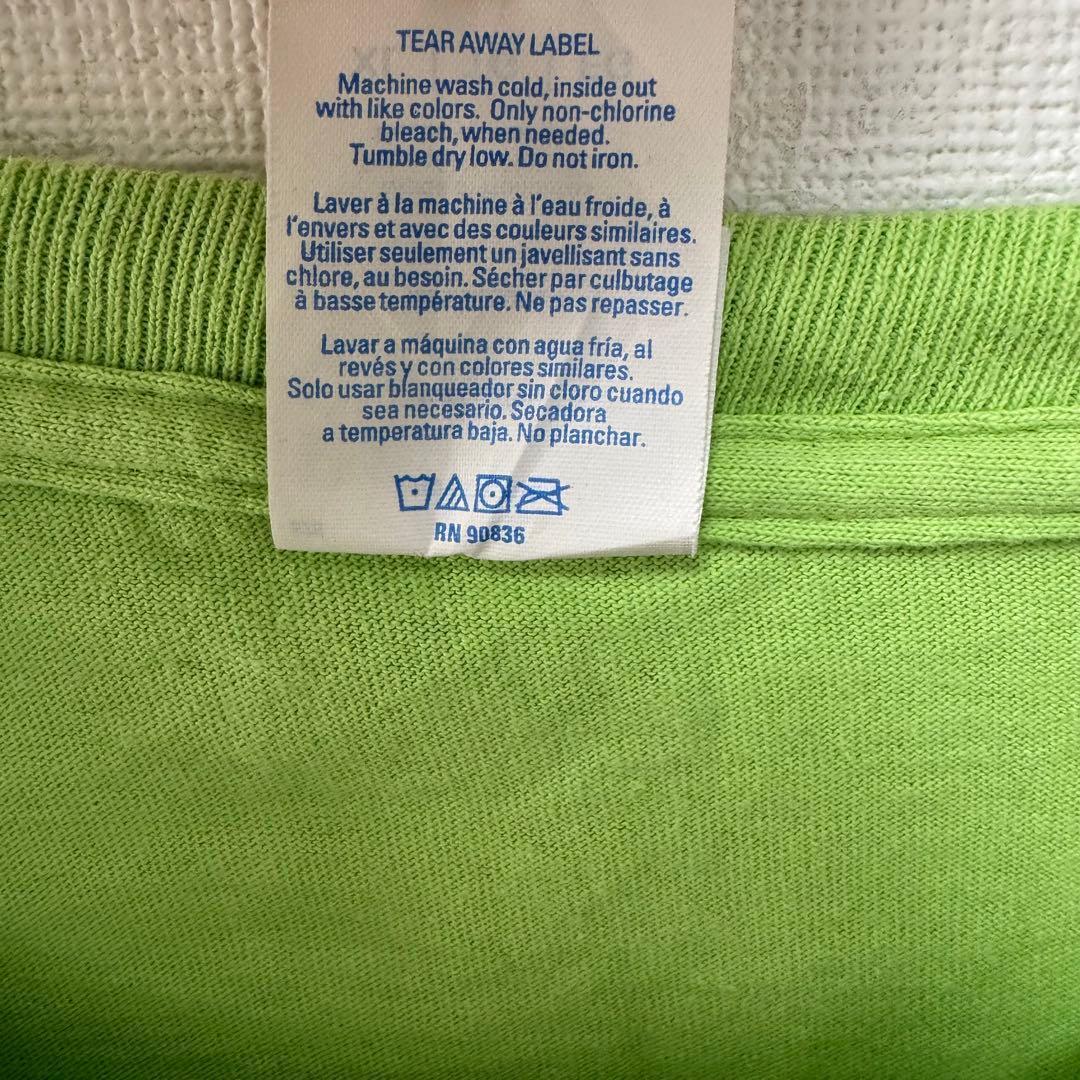 TEAR AWAY LABEL
Machine wash cold, inside out
with like colors. Only non-chlorine
bleach, when needed.
Tumble dry low. Do not iron.
Laver à la machine à l'eau froide, à
l'envers et avec des couleurs similaires.
Utiliser seulement un javellisant sans
chlore, au besoin. Sécher par culbutage
à basse température. Ne pas repasser.
Lavar a máquina con agua fría, al
revés y con colores similares.
Solo usar blanqueador sin cloro cuando
sea necesario. Secadora
a temperatura baja. No planchar.
RN 90836